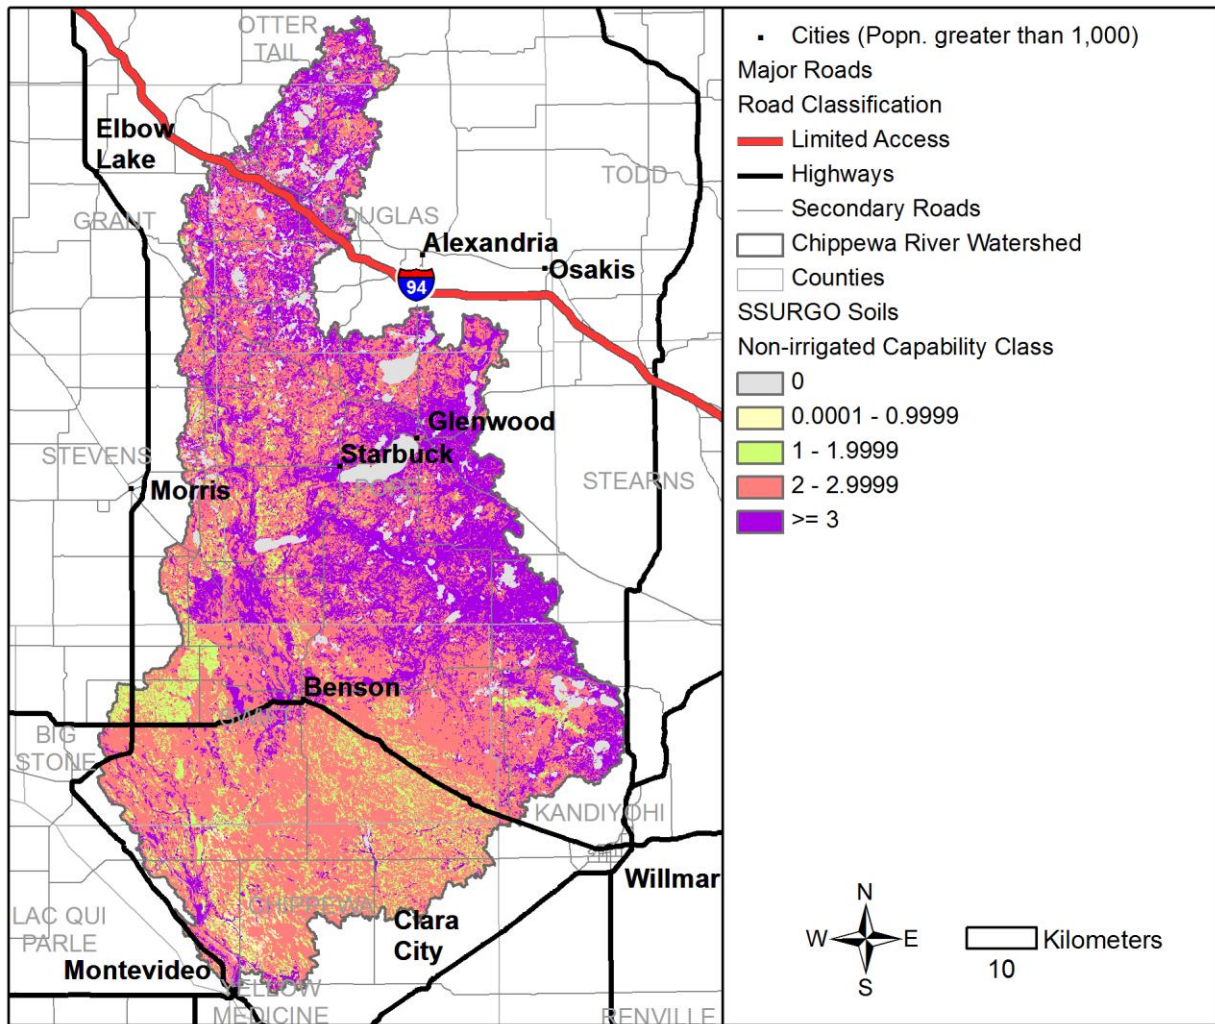 OTTER
TAIL
Elbow
Lake
TODD
GRANT
DOUGLAS
Alexandria
Osakis
94
Glenwood
Starbuck
POPE
STEVENS
Morris
STEARNS
Benson
SWIFT
BIG
STONE
KANDIYOHI
Willmar
CHIPPEWA
LAC QUI
PARLE
Clara
City
Montevideo
YELLOW
MEDICINE
RENVILLE
Cities (Popn. greater than 1,000)
Major Roads
Road Classification
Limited Access
Highways
Secondary Roads
Chippewa River Watershed
Counties
SSURGO Soils
Non-irrigated Capability Class
0
0.0001 - 0.9999
1 - 1.9999
2 - 2.9999
>= 3
N
W E
S
Kilometers
10